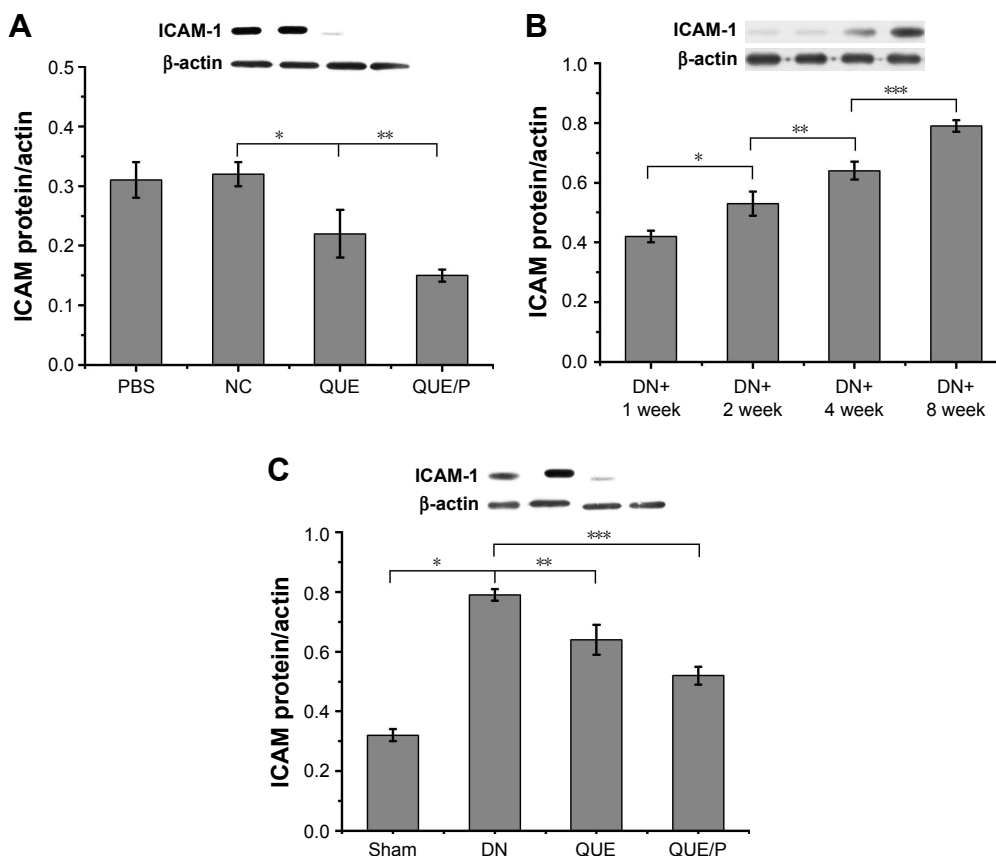 A
ICAM-1
β-actin
ICAM protein/actin
0.5
0.4
0.3
0.2
0.1
0.0
*
**
PBS NC QUE QUE/P
B
ICAM-1
β-actin
ICAM protein/actin
1.0
0.8
0.6
0.4
0.2
0.0
*
**
***
DN+ DN+ DN+ DN+
1 week 2 week 4 week 8 week
C
ICAM-1
β-actin
ICAM protein/actin
1.0
0.8
0.6
0.4
0.2
0.0
***
* **
Sham DN QUE QUE/P